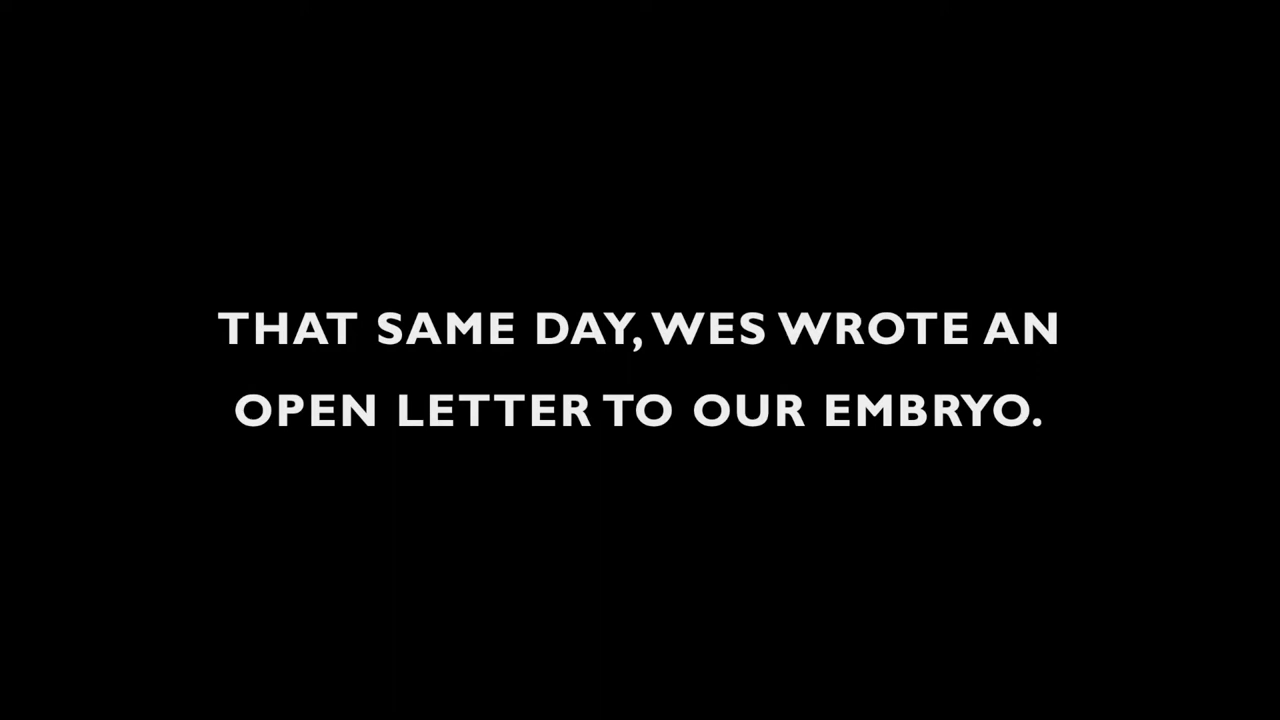 THAT SAME DAY, WES WROTE AN
OPEN LETTER TO OUR EMBRYO.